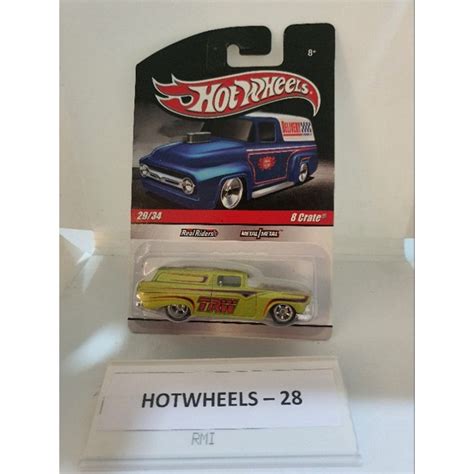 8+
HOT WHEELS
DELIVERY
29/34
8 Crate
Real Riders
METAL/METAL
TRW
HOTWHEELS – 28
RMI